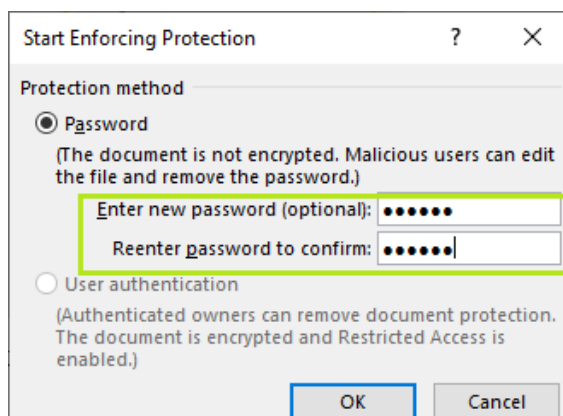 Start Enforcing Protection ? ×
Protection method
Password
(The document is not encrypted. Malicious users can edit
the file and remove the password.)
Enter new password (optional): ●●●●●●
Reenter password to confirm: ●●●●●●
User authentication
(Authenticated owners can remove document protection.
The document is encrypted and Restricted Access is
enabled.)
OK Cancel